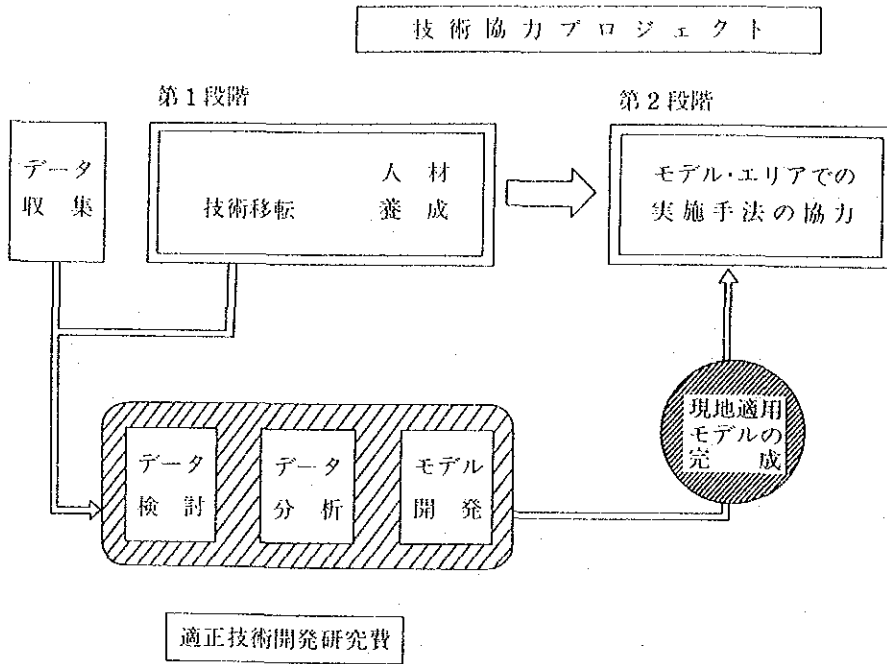 技術協力プロジェクト
第1段階
第2段階
データ
収集
技術移転
人材
養成
モデル・エリアでの
実施手法の協力
現地適用
モデルの
完成
データ
検討
データ
分析
モデル
開発
適正技術開発研究費